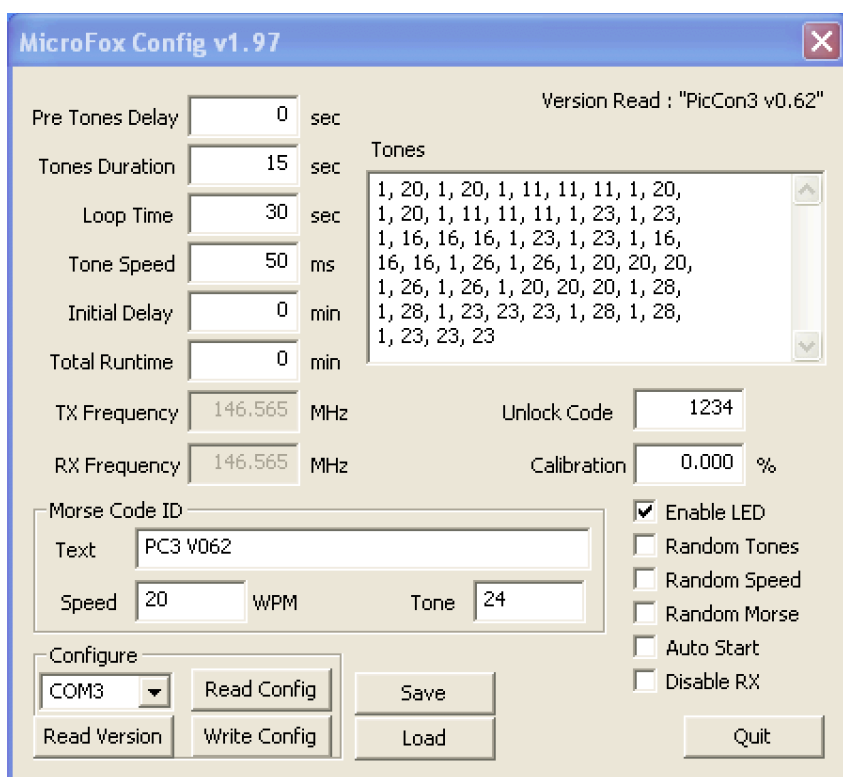 MicroFox Config v1.97
Version Read : "PicCon3 v0.62"
Pre Tones Delay 0 sec
Tones Duration 15 sec
Loop Time 30 sec
Tone Speed 50 ms
Initial Delay 0 min
Total Runtime 0 min
TX Frequency 146.565 MHz
RX Frequency 146.565 MHz
Tones
1, 20, 1, 20, 1, 11, 11, 11, 1, 20,
1, 20, 1, 11, 11, 11, 1, 23, 1, 23,
1, 16, 16, 16, 1, 23, 1, 23, 1, 16,
16, 16, 1, 26, 1, 26, 1, 20, 20, 20,
1, 26, 1, 26, 1, 20, 20, 20, 1, 28,
1, 28, 1, 23, 23, 23, 1, 28, 1, 28,
1, 23, 23, 23
Unlock Code 1234
Calibration 0.000 %
Morse Code ID
Text PC3 V062
Speed 20 WPM Tone 24
Enable LED
Random Tones
Random Speed
Random Morse
Auto Start
Disable RX
Configure
COM3 Read Config
Read Version Write Config
Save
Load
Quit